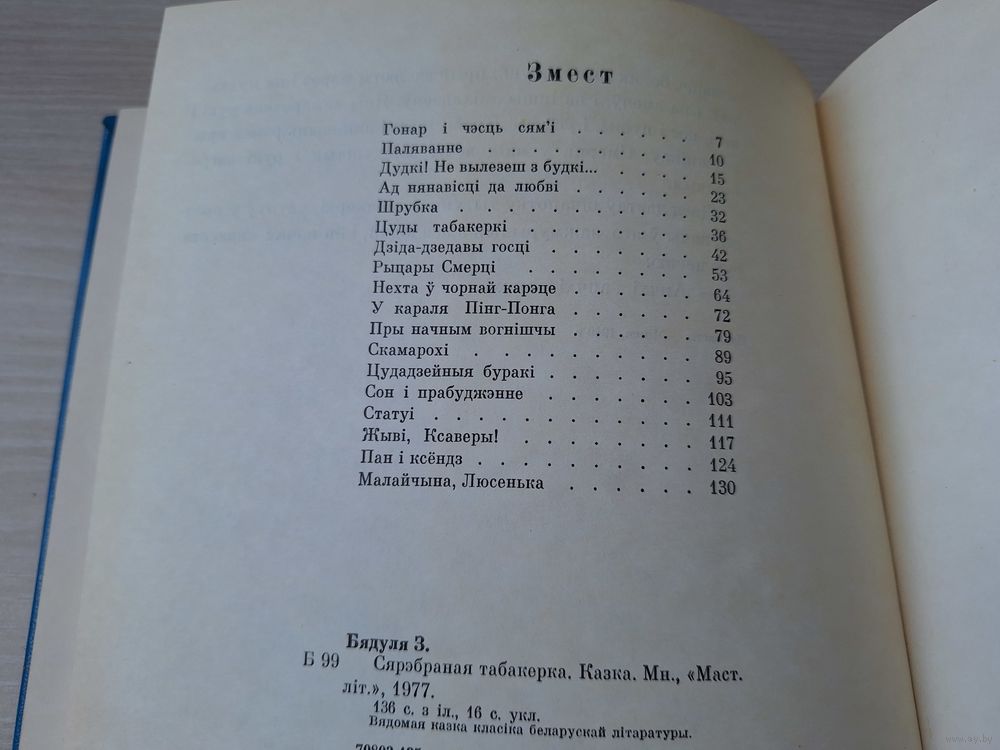 Змест
Гонар і чэсць сям'і . . . . . . 7
Паляванне . . . . . . . . . 10
Дудкі! Не вылезеш з будкі... . . . . 15
Ад нянавісці да любві . . . . . . 23
Шрубка . . . . . . . . . . 32
Цуды табакеркі . . . . . . . 36
Дзіда-дзедавы госці . . . . . . . 42
Рыцары Смерці . . . . . . . 53
Нехта ў чорнай карэце . . . . . . 64
У караля Пінг-Понга . . . . . . 72
Пры начным вогнішчы . . . . . . 79
Скамарохі . . . . . . . . . 89
Цудадзейныя буракі . . . . . . . 95
Сон і прабуджэнне . . . . . . . 103
Статуі . . . . . . . . . . . 111
Жыві, Ксаверы! . . . . . . . 117
Пан і ксёндз . . . . . . . . . 124
Малайчына, Люсенька . . . . . . 130
Бядуля З.
Б 99 Сярэбраная табакерка. Казка. Мн., «Маст.
літ.», 1977.
136 с. з іл., 16 с. укл.
Вядомая казка класіка беларускай літаратуры.
www.ay.by